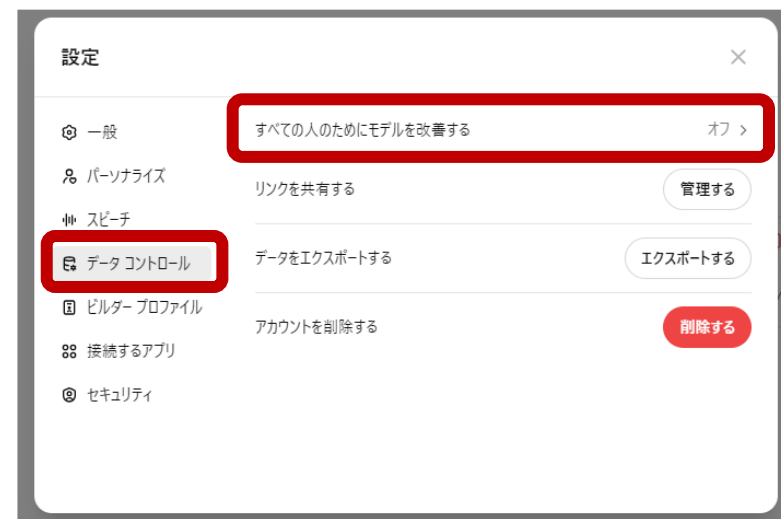 設定
一般
パーソナライズ
スピーチ
データ コントロール
ビルダー プロファイル
接続するアプリ
セキュリティ
すべての人のためにモデルを改善する オフ
リンクを共有する 管理する
データをエクスポートする エクスポートする
アカウントを削除する 削除する